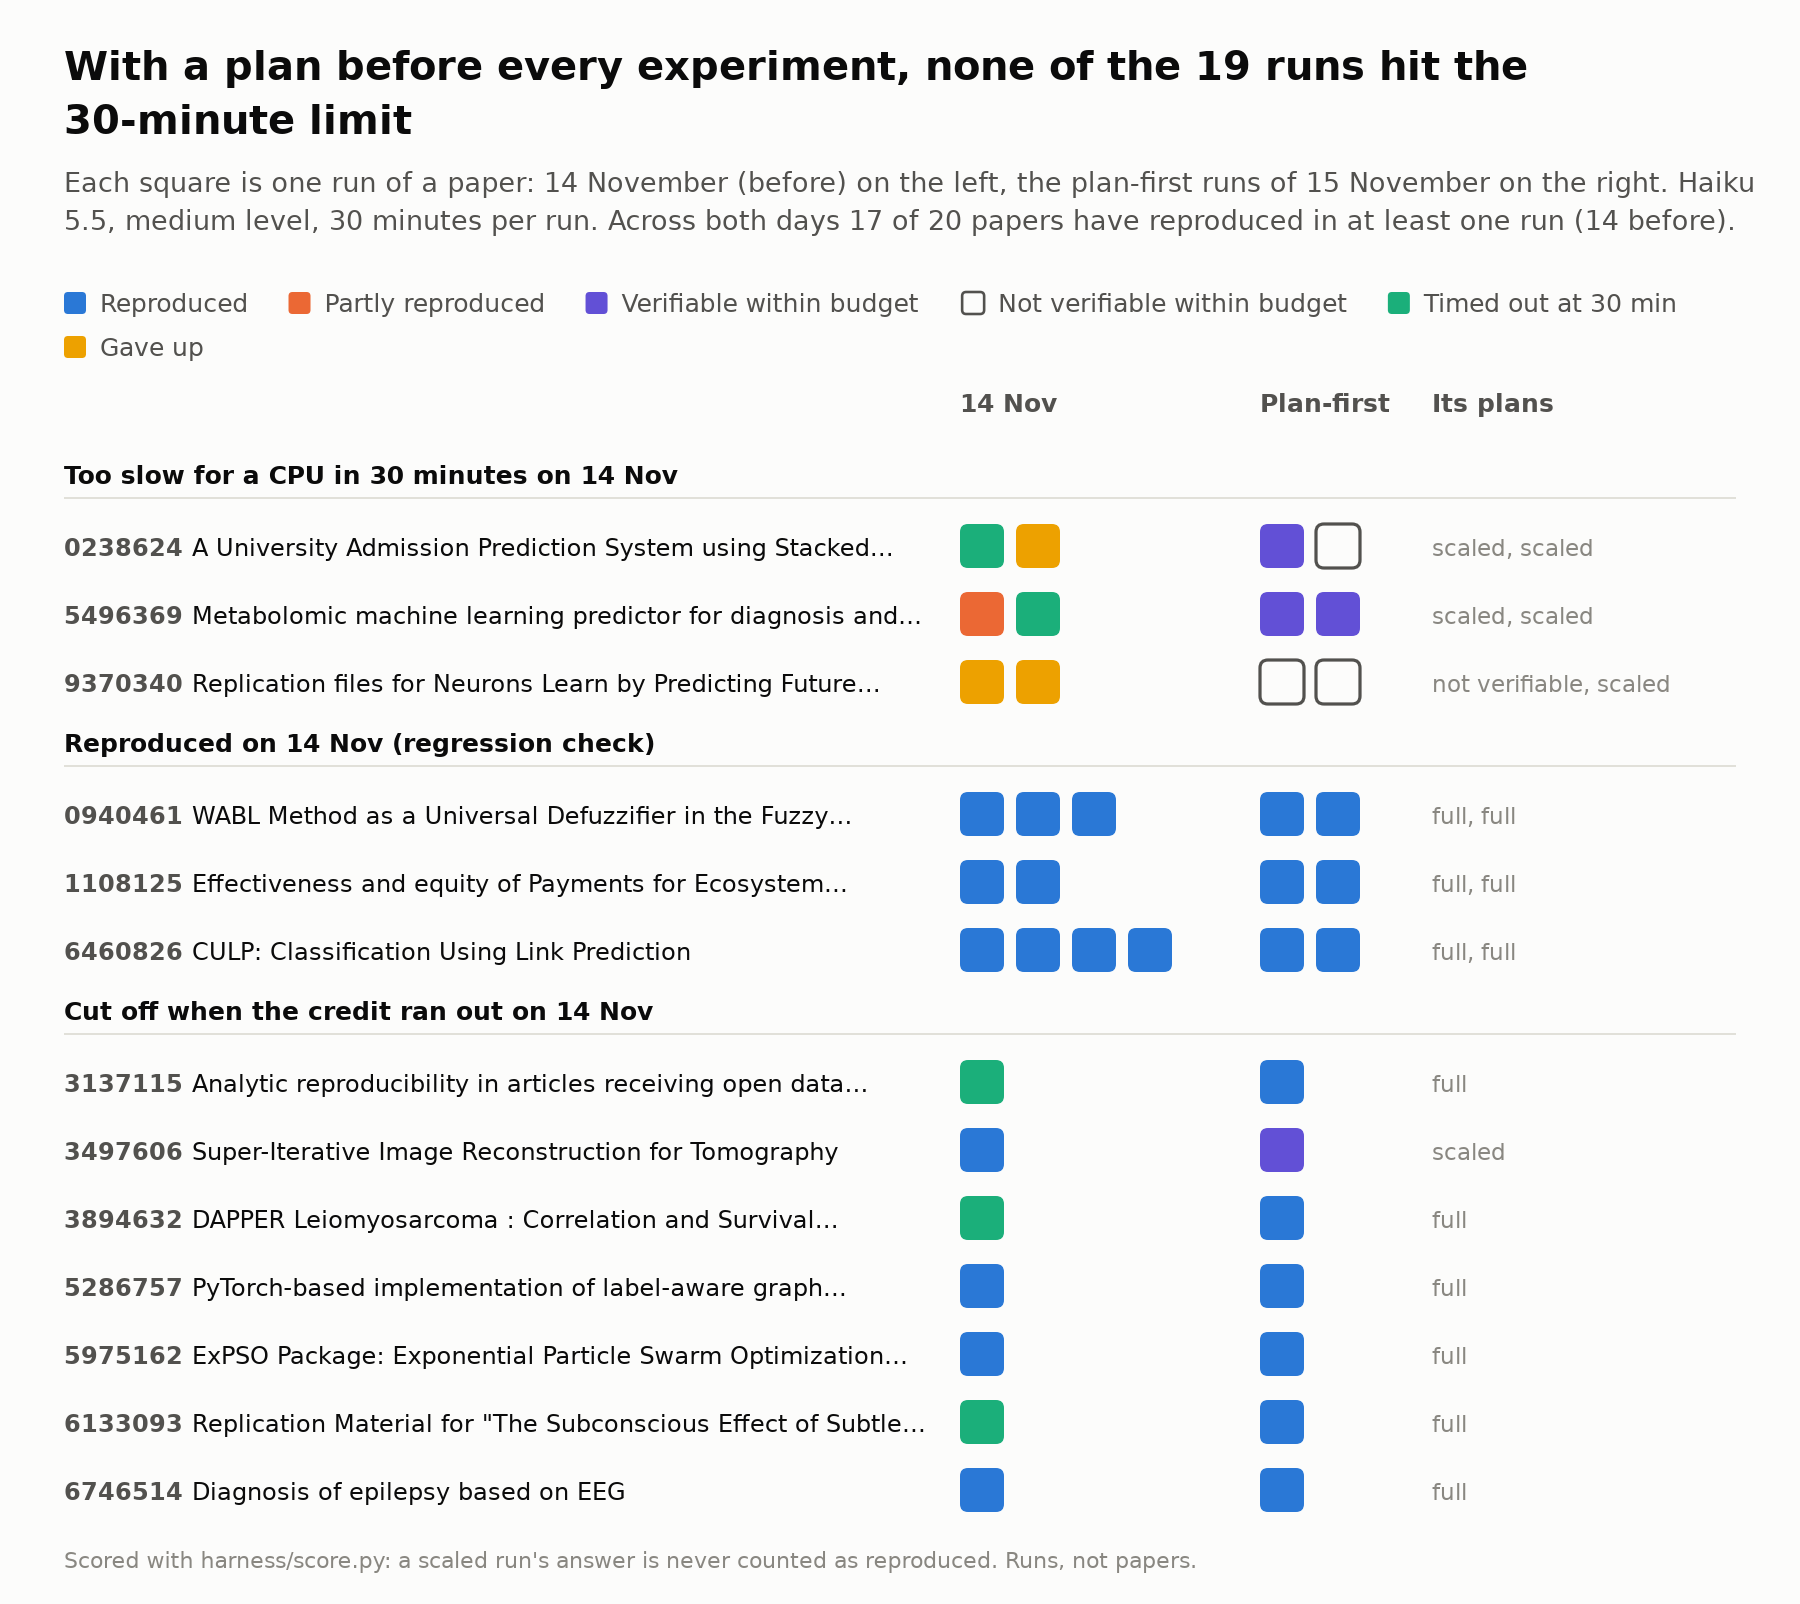 With a plan before every experiment, none of the 19 runs hit the
30-minute limit
Each square is one run of a paper: 14 November (before) on the left, the plan-first runs of 15 November on the right. Haiku
5.5, medium level, 30 minutes per run. Across both days 17 of 20 papers have reproduced in at least one run (14 before).
Reproduced Partly reproduced Verifiable within budget Not verifiable within budget Timed out at 30 min
Gave up
14 Nov Plan-first Its plans
Too slow for a CPU in 30 minutes on 14 Nov
0238624 A University Admission Prediction System using Stacked… scaled, scaled
5496369 Metabolomic machine learning predictor for diagnosis and… scaled, scaled
9370340 Replication files for Neurons Learn by Predicting Future… not verifiable, scaled
Reproduced on 14 Nov (regression check)
0940461 WABL Method as a Universal Defuzzifier in the Fuzzy… full, full
1108125 Effectiveness and equity of Payments for Ecosystem… full, full
6460826 CULP: Classification Using Link Prediction full, full
Cut off when the credit ran out on 14 Nov
3137115 Analytic reproducibility in articles receiving open data… full
3497606 Super-Iterative Image Reconstruction for Tomography scaled
3894632 DAPPER Leiomyosarcoma : Correlation and Survival… full
5286757 PyTorch-based implementation of label-aware graph… full
5975162 ExPSO Package: Exponential Particle Swarm Optimization… full
6133093 Replication Material for "The Subconscious Effect of Subtle… full
6746514 Diagnosis of epilepsy based on EEG full
Scored with harness/score.py: a scaled run's answer is never counted as reproduced. Runs, not papers.